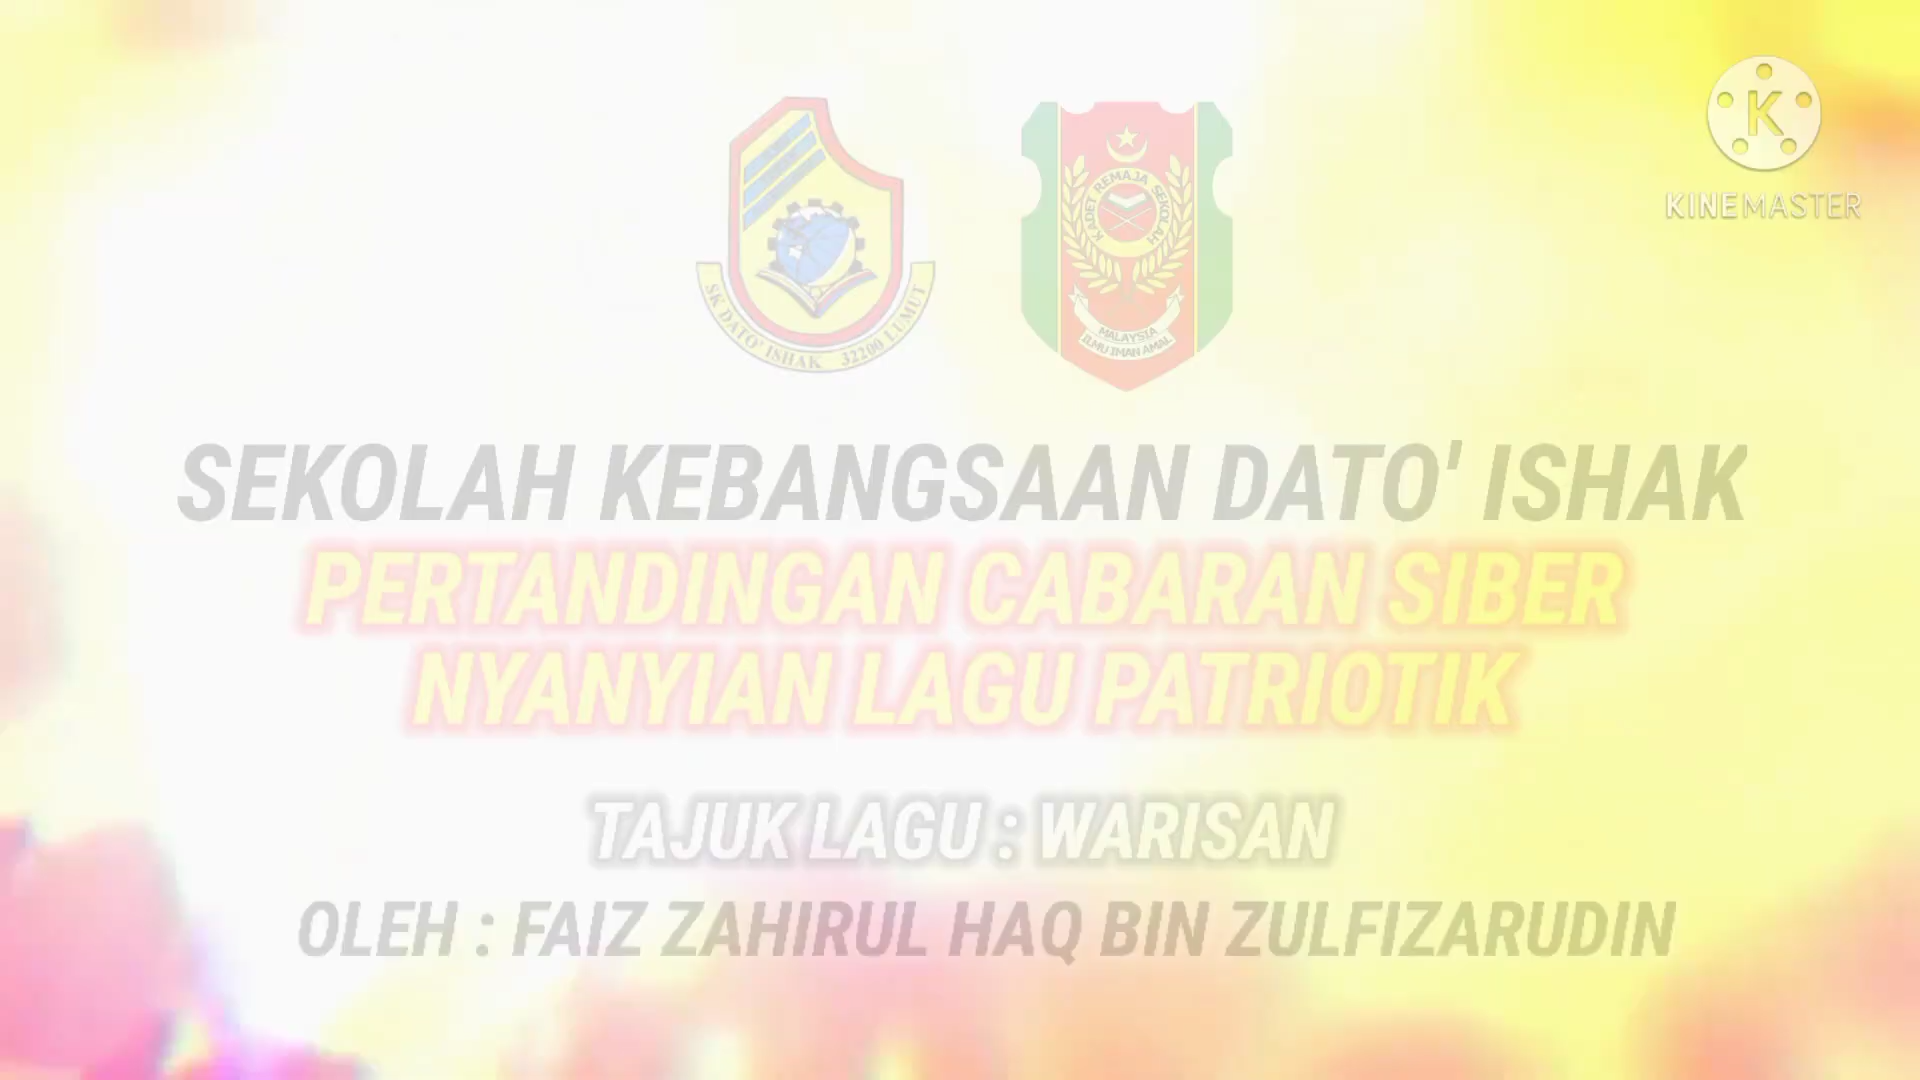 KINEMASTER
KADET REMAJA SEKOLAH
SK DATO' ISHAK 32200 LUMUT
MALAYSIA
ILMU IMAN AMAL
SEKOLAH KEBANGSAAN DATO' ISHAK
PERTANDINGAN CABARAN SIBER
NYANYIAN LAGU PATRIOTIK
TAJUK LAGU : WARISAN
OLEH : FAIZ ZAHIRUL HAQ BIN ZULFIZARUDIN